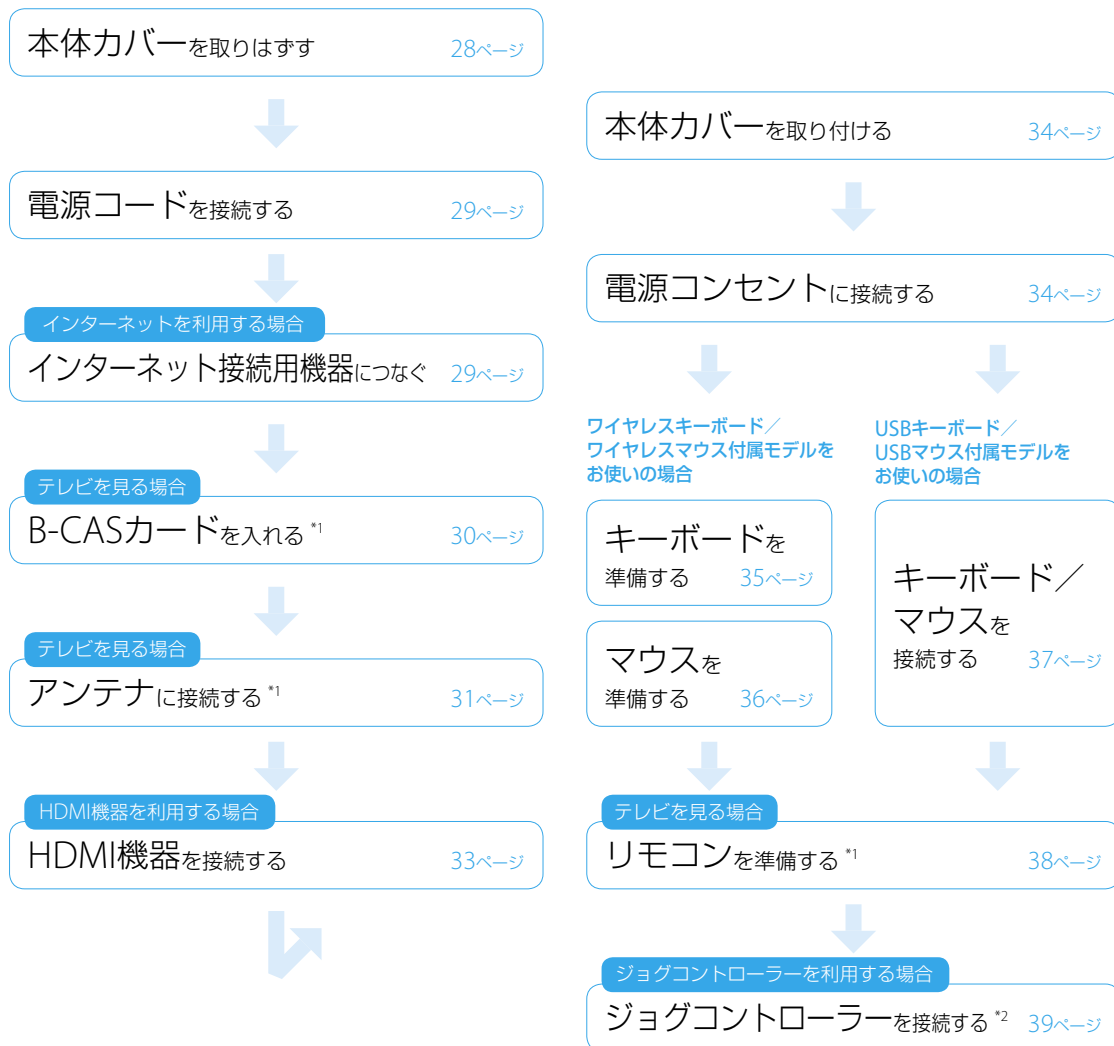 本体カバーを取りはずす 28ページ
電源コードを接続する 29ページ
インターネットを利用する場合
インターネット接続用機器につなぐ 29ページ
テレビを見る場合
B-CASカードを入れる *1 30ページ
テレビを見る場合
アンテナに接続する *1 31ページ
HDMI機器を利用する場合
HDMI機器を接続する 33ページ
本体カバーを取り付ける 34ページ
電源コンセントに接続する 34ページ
ワイヤレスキーボード／
ワイヤレスマウス付属モデルを
お使いの場合
キーボードを
準備する 35ページ
マウスを
準備する 36ページ
USBキーボード／
USBマウス付属モデルを
お使いの場合
キーボード／
マウスを
接続する 37ページ
テレビを見る場合
リモコンを準備する *1 38ページ
ジョグコントローラーを利用する場合
ジョグコントローラーを接続する *2 39ページ